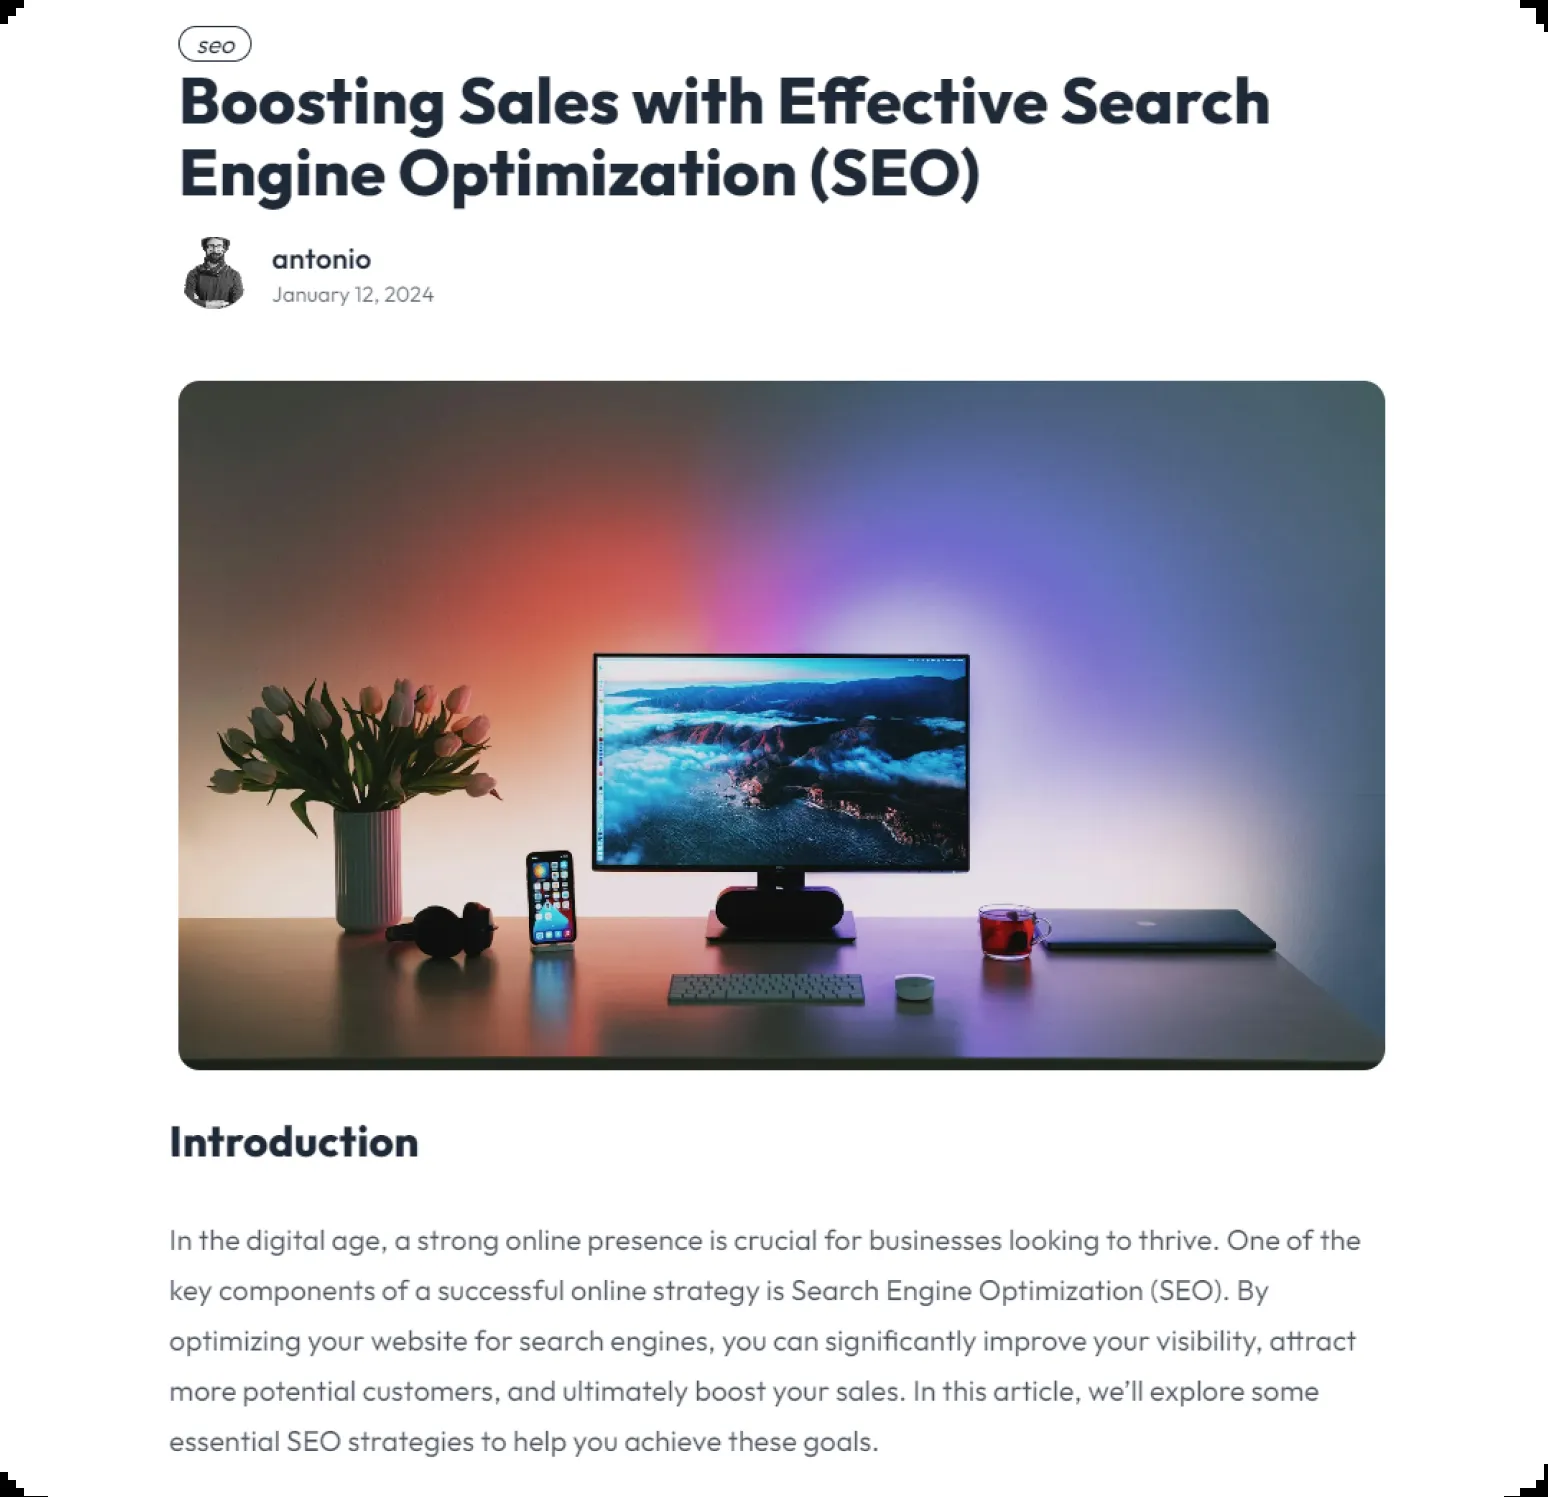 seo
Boosting Sales with Effective Search
Engine Optimization (SEO)
antonio
January 12, 2024
Introduction
In the digital age, a strong online presence is crucial for businesses looking to thrive. One of the
key components of a successful online strategy is Search Engine Optimization (SEO). By
optimizing your website for search engines, you can significantly improve your visibility, attract
more potential customers, and ultimately boost your sales. In this article, we’ll explore some
essential SEO strategies to help you achieve these goals.